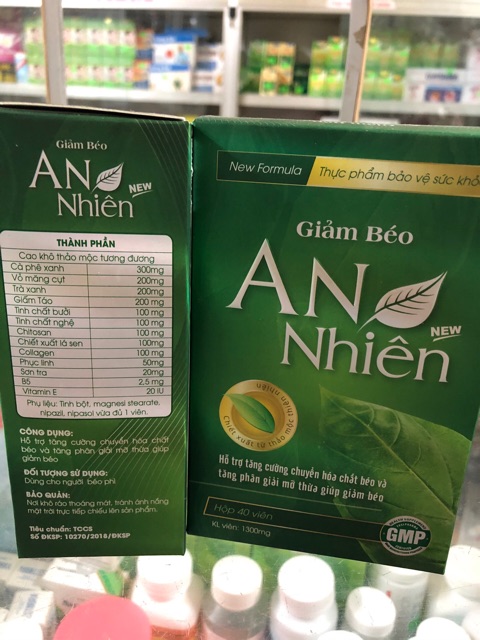 Giảm Béo
AN
Nhiên NEW
THÀNH PHẦN
Cao khô thảo mộc tương đương
Cà phê xanh 300mg
Vỏ măng cụt 200mg
Trà xanh 200mg
Giấm Táo 200 mg
Tinh chất bưởi 100 mg
Tinh chất nghệ 100 mg
Chitosan 100 mg
Chiết xuất lá sen 100mg
Collagen 100 mg
Phục linh 50mg
Sơn tra 20mg
B5 2,5 mg
Vitamin E 20 IU
Phụ liệu: Tinh bột, magnesi stearate,
nipazil, nipasol vừa đủ 1 viên.
CÔNG DỤNG:
Hỗ trợ tăng cường chuyển hóa chất
béo và tăng phân giải mỡ thừa giúp
giảm béo
ĐỐI TƯỢNG SỬ DỤNG:
Dùng cho người béo phì
BẢO QUẢN:
Nơi khô ráo thoáng mát, tránh ánh nắng
mặt trời trực tiếp chiếu lên sản phẩm.
Tiêu chuẩn: TCCS
Số ĐKSP: 10270/2018/ĐKSP
New Formula Thực phẩm bảo vệ sức khỏe
Giảm Béo
AN
Nhiên NEW
Chiết xuất từ thảo mộc thiên nhiên
Hỗ trợ tăng cường chuyển hóa chất béo và
tăng phân giải mỡ thừa giúp giảm béo
Hộp 40 viên
KL viên: 1300mg
GMP